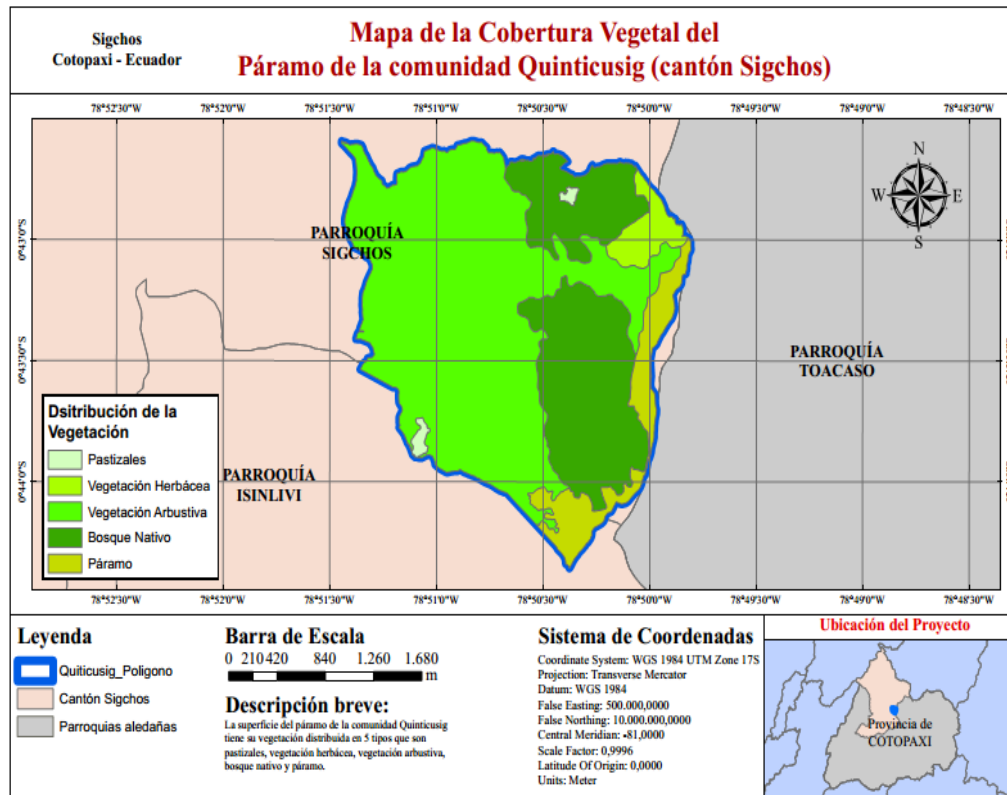 Sigchos
Cotopaxi - Ecuador
Mapa de la Cobertura Vegetal del
Páramo de la comunidad Quinticusig (cantón Sigchos)
78°52'30"W 78°52'0"W 78°51'30"W 78°51'0"W 78°50'30"W 78°50'0"W 78°49'30"W 78°49'0"W 78°48'30"W
N
W E
S
0°43'0"S
PARROQUÍA
SIGCHOS
0°43'30"S
PARROQUÍA
TOACASO
Dsitribución de la
Vegetación
Pastizales
Vegetación Herbácea
Vegetación Arbustiva
Bosque Nativo
Páramo
PARROQUÍA
ISINLIVI
0°44'0"S
78°52'30"W 78°52'0"W 78°51'30"W 78°51'0"W 78°50'30"W 78°50'0"W 78°49'30"W 78°49'0"W 78°48'30"W
Leyenda
Quiticusig_Poligono
Cantón Sigchos
Parroquias aledañas
Barra de Escala
0 210 420 840 1.260 1.680
m
Descripción breve:
La superficie del páramo de la comunidad Quinticusig
tiene su vegetación distribuida en 5 tipos que son
pastizales, vegetación herbácea, vegetación arbustiva,
bosque nativo y páramo.
Sistema de Coordenadas
Coordinate System: WGS 1984 UTM Zone 17S
Projection: Transverse Mercator
Datum: WGS 1984
False Easting: 500.000,0000
False Northing: 10.000.000,0000
Central Meridian: -81,0000
Scale Factor: 0,9996
Latitude Of Origin: 0,0000
Units: Meter
Ubicación del Proyecto
Provincia de
COTOPAXI